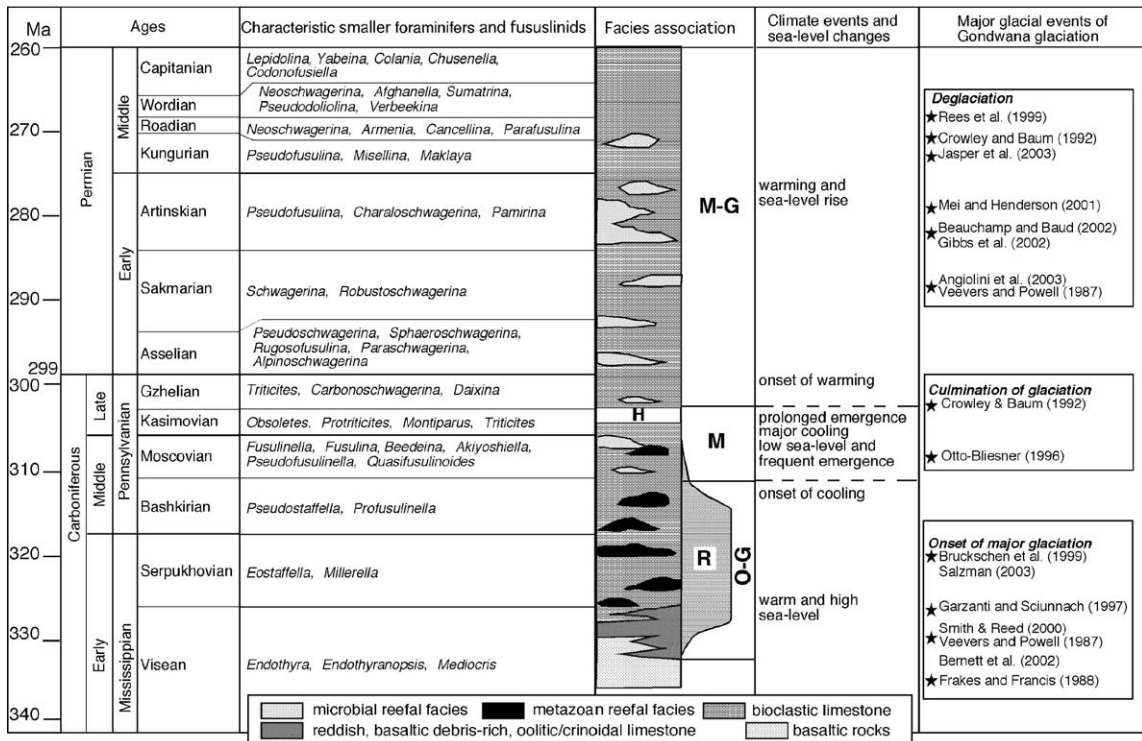 Ma
Ages
Characteristic smaller foraminifers and fususlinids
Facies association
Climate events and
sea-level changes
Major glacial events of
Gondwana glaciation
260
270
280
290
299
300
310
320
330
340
Permian
Carboniferous
Middle
Early
Late
Middle
Early
Pennsylvanian
Mississippian
Capitanian
Lepidolina, Yabeina, Colania, Chusenella,
Codonofusiella
Wordian
Neoschwagerina, Afghanella, Sumatrina,
Pseudodoliolina, Verbeekina
Roadian
Neoschwagerina, Armenia, Cancellina, Parafusulina
Kungurian
Pseudofusulina, Misellina, Maklaya
Artinskian
Pseudofusulina, Charaloschwagerina, Pamirina
Sakmarian
Schwagerina, Robustoschwagerina
Asselian
Pseudoschwagerina, Sphaeroschwagerina,
Rugosofusulina, Paraschwagerina,
Alpinoschwagerina
Gzhelian
Triticites, Carbonoschwagerina, Daixina
Kasimovian
Obsoletes, Protriticites, Montiparus, Triticites
Moscovian
Fusulinella, Fusulina, Beedeina, Akiyoshiella,
Pseudofusulinella, Quasifusulinoides
Bashkirian
Pseudostaffella, Profusulinella
Serpukhovian
Eostaffella, Millerella
Visean
Endothyra, Endothyranopsis, Mediocris
H
M-G
M
R
O-G
warming and
sea-level rise
onset of warming
prolonged emergence
major cooling
low sea-level and
frequent emergence
onset of cooling
warm and high
sea-level
Deglaciation
★Rees et al. (1999)
★Crowley and Baum (1992)
★Jasper et al. (2003)
★Mei and Henderson (2001)
★Beauchamp and Baud (2002)
Gibbs et al. (2002)
★Angiolini et al. (2003)
Veevers and Powell (1987)
Culmination of glaciation
★Crowley & Baum (1992)
★Otto-Bliesner (1996)
Onset of major glaciation
★Bruckschen et al. (1999)
Salzman (2003)
★Garzanti and Sciunnach (1997)
★Smith & Reed (2000)
Veevers and Powell (1987)
Bernett et al. (2002)
★Frakes and Francis (1988)
microbial reefal facies
metazoan reefal facies
bioclastic limestone
reddish, basaltic debris-rich, oolitic/crinoidal limestone
basaltic rocks